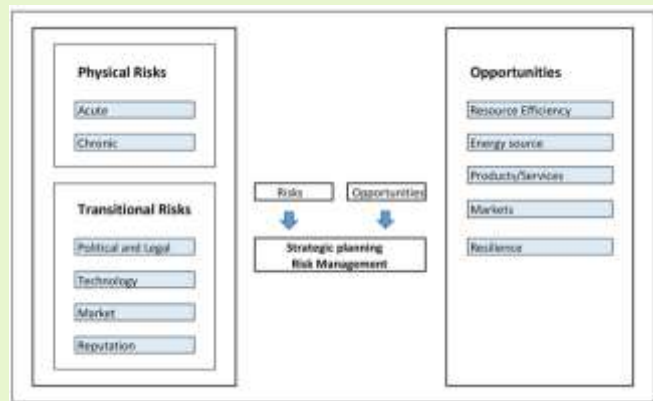 Physical Risks
Acute
Chronic
Transitional Risks
Political and Legal
Technology
Market
Reputation
Risks
Opportunities
Strategic planning
Risk Management
Opportunities
Resource Efficiency
Energy source
Products/Services
Markets
Resilience